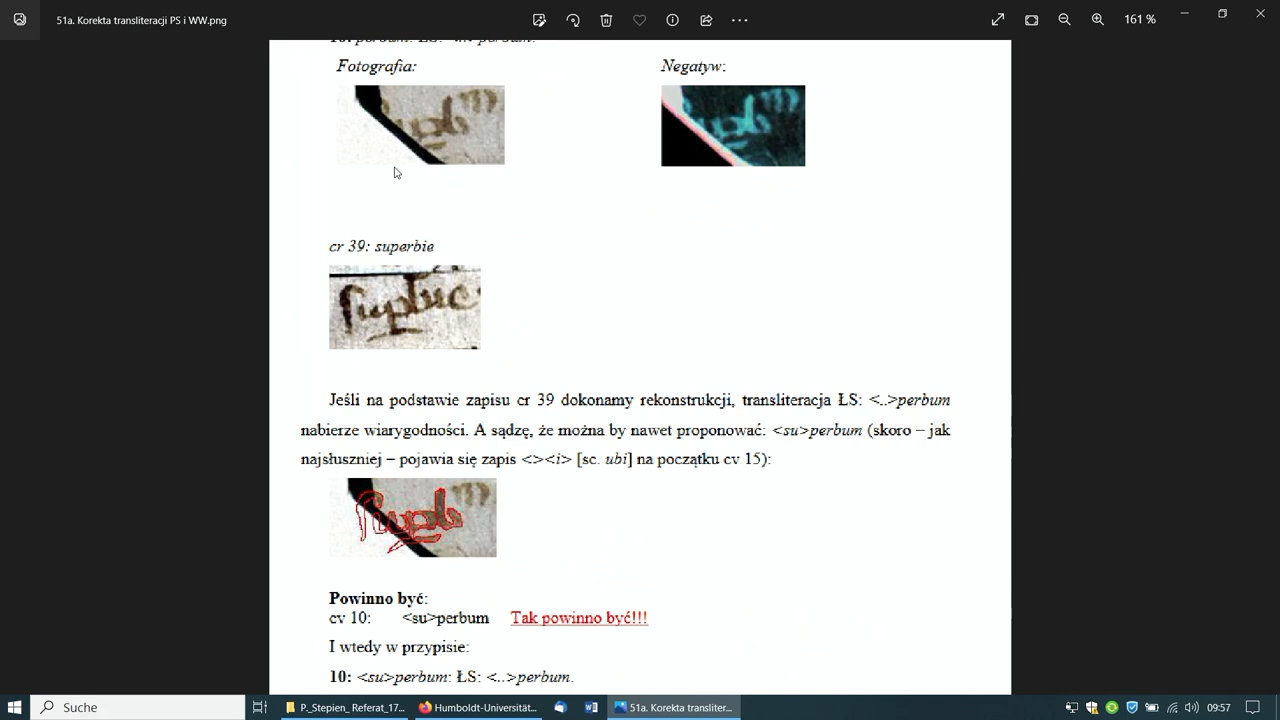 51a. Korekta transliteracji PS i WW.png
161 %
Fotografia:
Negatyw:
cr 39: superbie
Jeśli na podstawie zapisu cr 39 dokonamy rekonstrukcji, transliteracja ŁS: <..>perbum
nabierze wiarygodności. A sądzę, że można by nawet proponować: <su>perbum (skoro – jak
najsłuszniej – pojawia się zapis <><i> [sc. ubi] na początku cv 15):
Powinno być:
cv 10: <su>perbum Tak powinno być!!!
I wtedy w przypisie:
10: <su>perbum: ŁS: <..>perbum.
Suche
P_Stepien_ Referat_17...
Humboldt-Universität...
51a. Korekta transliter...
09:57